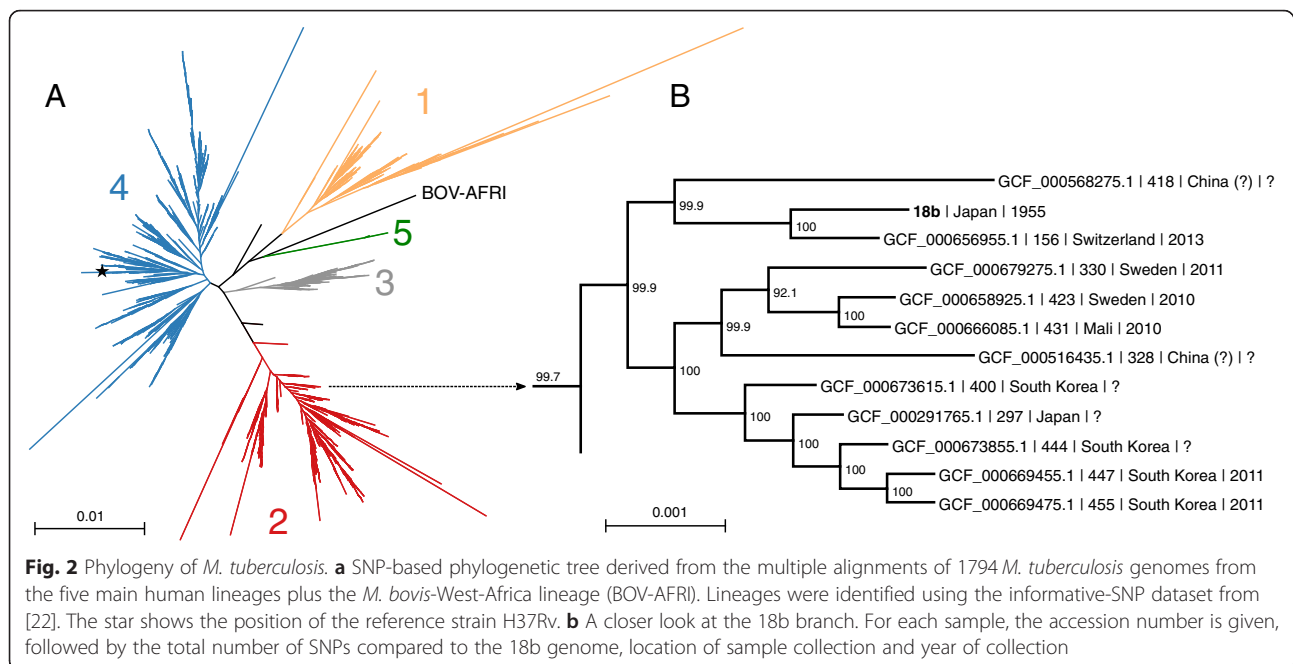 A
B
1
4
BOV-AFRI
5
3
2
0.01
99.7
99.9
99.9
100
100
99.9
92.1
100
100
100
100
100
GCF_000568275.1 | 418 | China (?) | ?
18b | Japan | 1955
GCF_000656955.1 | 156 | Switzerland | 2013
GCF_000679275.1 | 330 | Sweden | 2011
GCF_000658925.1 | 423 | Sweden | 2010
GCF_000666085.1 | 431 | Mali | 2010
GCF_000516435.1 | 328 | China (?) | ?
GCF_000673615.1 | 400 | South Korea | ?
GCF_000291765.1 | 297 | Japan | ?
GCF_000673855.1 | 444 | South Korea | ?
GCF_000669455.1 | 447 | South Korea | 2011
GCF_000669475.1 | 455 | South Korea | 2011
0.001
Fig. 2 Phylogeny of M. tuberculosis. a SNP-based phylogenetic tree derived from the multiple alignments of 1794 M. tuberculosis genomes from
the five main human lineages plus the M. bovis-West-Africa lineage (BOV-AFRI). Lineages were identified using the informative-SNP dataset from
[22]. The star shows the position of the reference strain H37Rv. b A closer look at the 18b branch. For each sample, the accession number is given,
followed by the total number of SNPs compared to the 18b genome, location of sample collection and year of collection